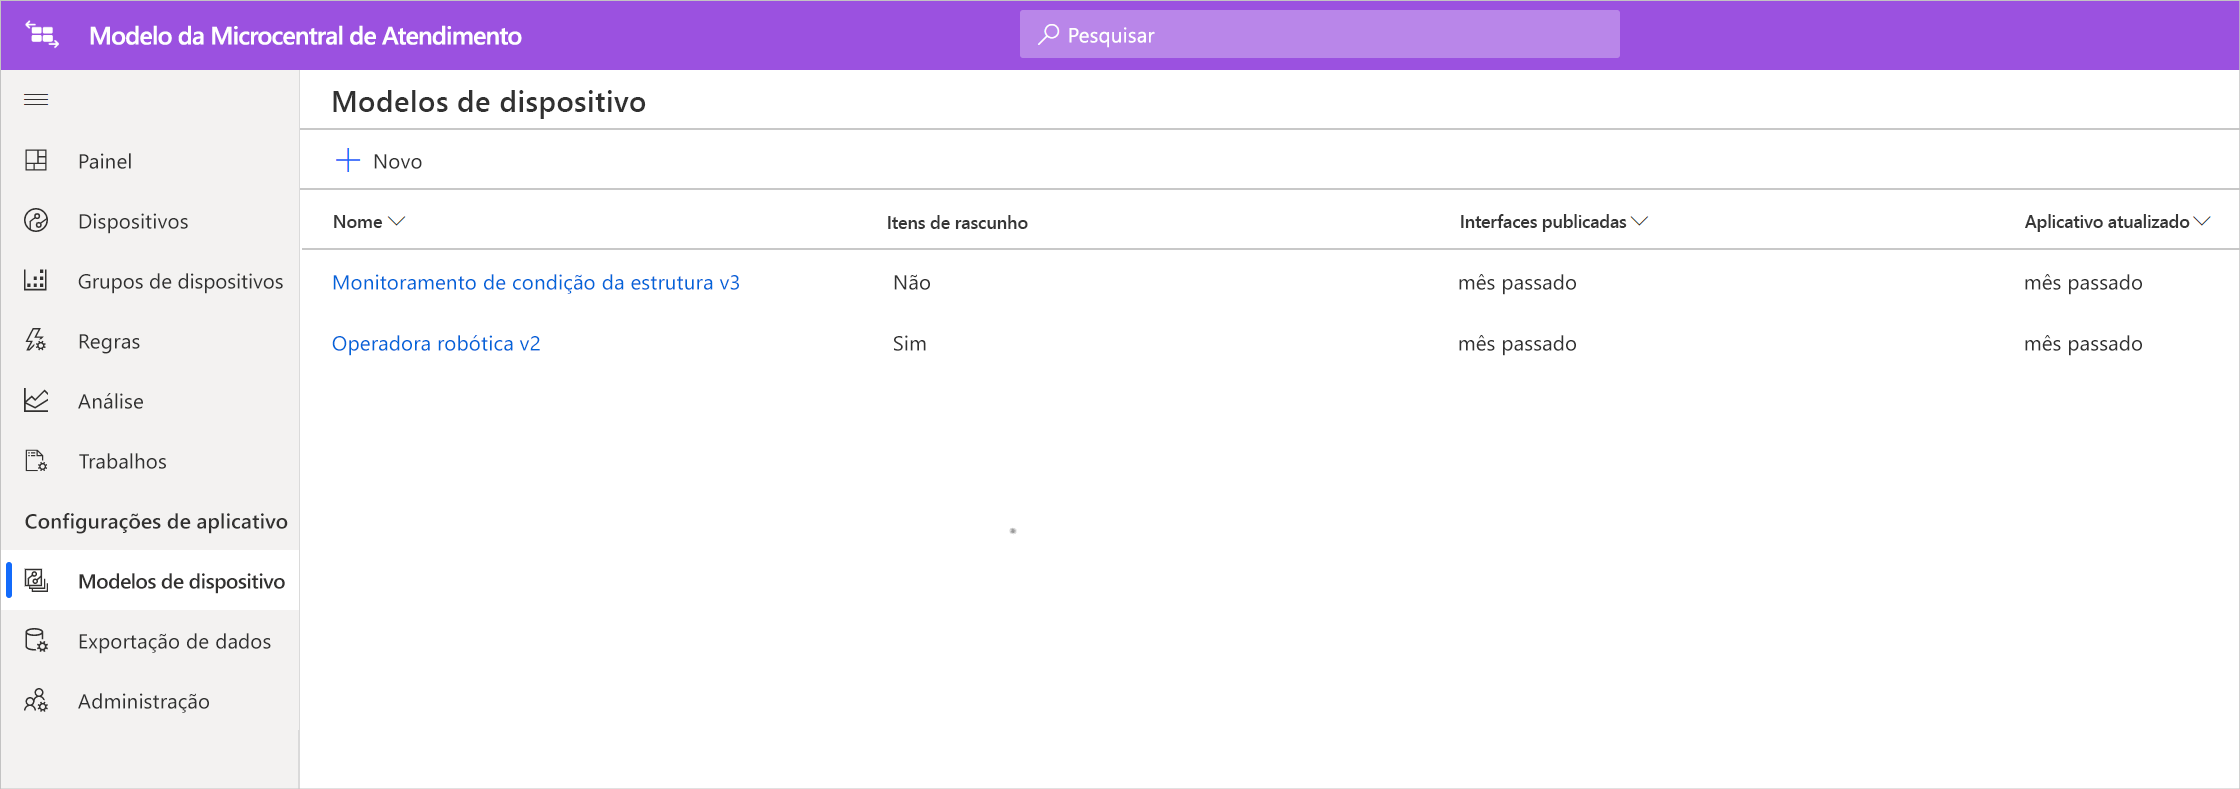 Modelo da Microcentral de Atendimento
Pesquisar
Modelos de dispositivo
Novo
Painel
Dispositivos
Grupos de dispositivos
Regras
Análise
Trabalhos
Configurações de aplicativo
Modelos de dispositivo
Exportação de dados
Administração
Nome Itens de rascunho Interfaces publicadas Aplicativo atualizado
Monitoramento de condição da estrutura v3 Não mês passado mês passado
Operadora robótica v2 Sim mês passado mês passado